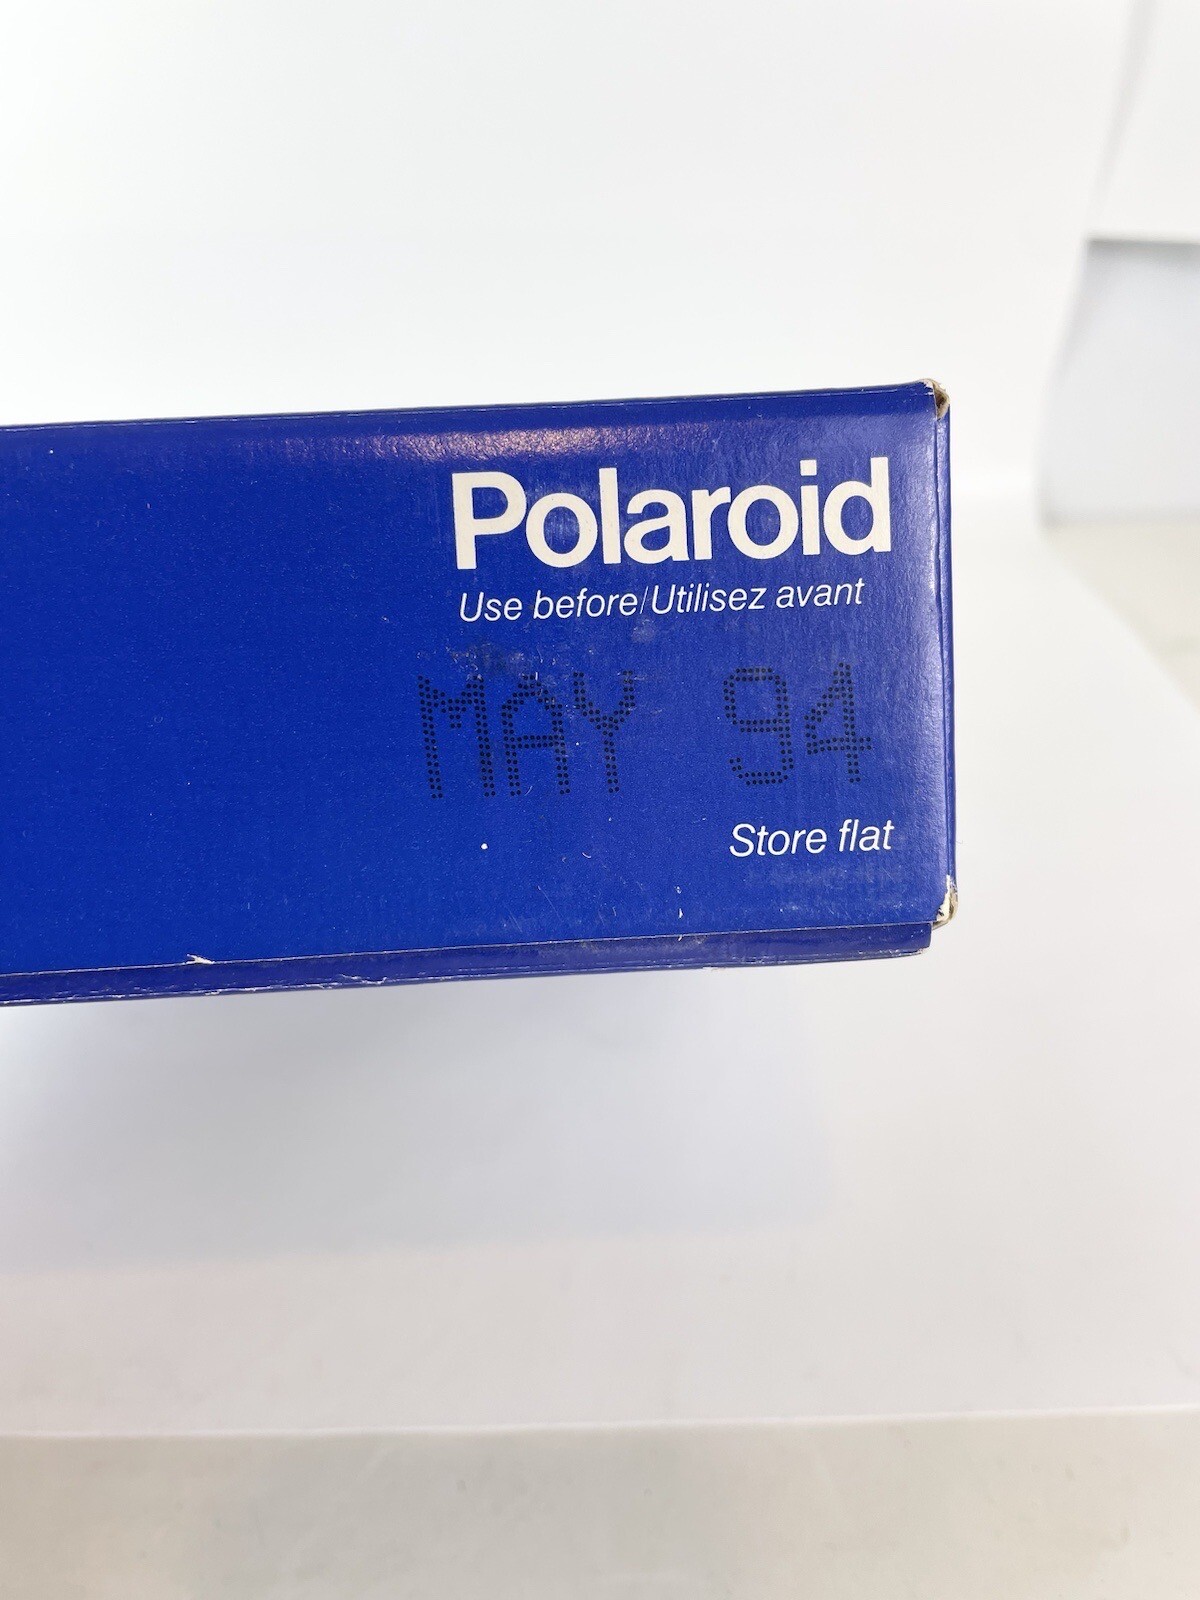 Polaroid
Use before/Utilisez avant
MAY 94
Store flat